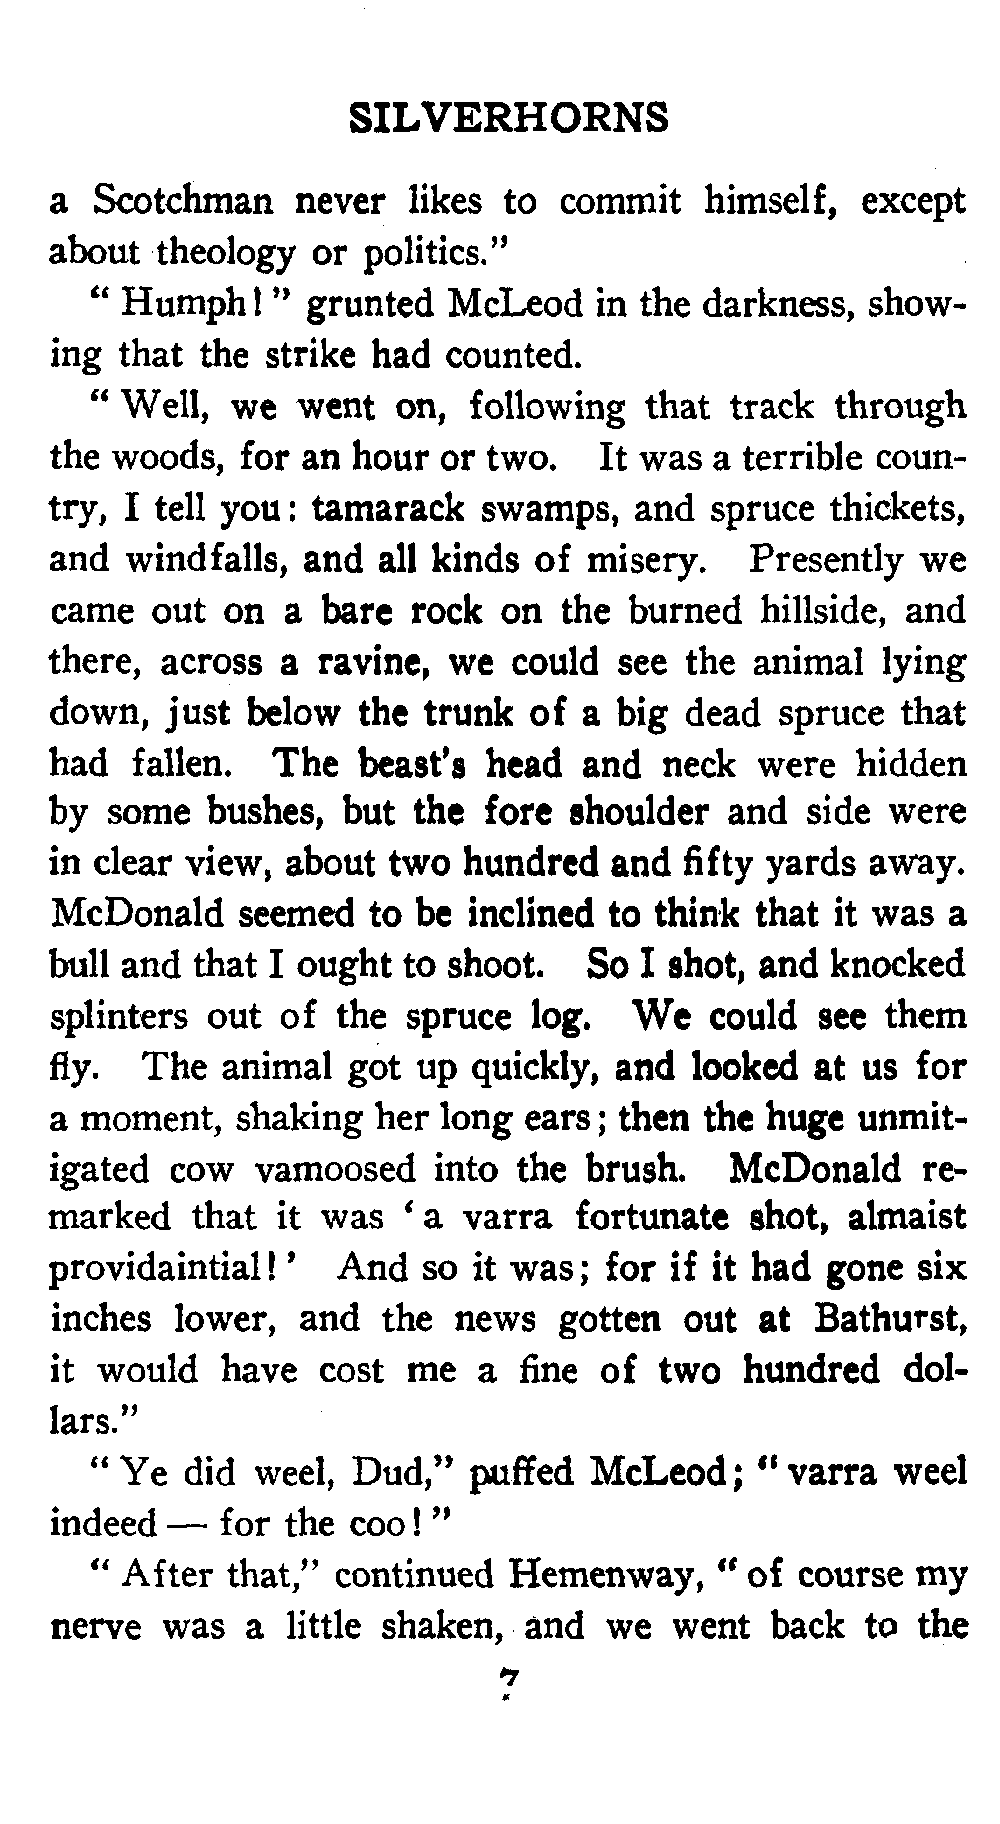 SILVERHORNS
a Scotchman never likes to commit himself, except
about theology or politics."
"Humph!" grunted McLeod in the darkness, show-
ing that the strike had counted.
"Well, we went on, following that track through
the woods, for an hour or two. It was a terrible coun-
try, I tell you: tamarack swamps, and spruce thickets,
and windfalls, and all kinds of misery. Presently we
came out on a bare rock on the burned hillside, and
there, across a ravine, we could see the animal lying
down, just below the trunk of a big dead spruce that
had fallen. The beast's head and neck were hidden
by some bushes, but the fore shoulder and side were
in clear view, about two hundred and fifty yards away.
McDonald seemed to be inclined to think that it was a
bull and that I ought to shoot. So I shot, and knocked
splinters out of the spruce log. We could see them
fly. The animal got up quickly, and looked at us for
a moment, shaking her long ears; then the huge unmit-
igated cow vamoosed into the brush. McDonald re-
marked that it was 'a varra fortunate shot, almaist
providaintial!' And so it was; for if it had gone six
inches lower, and the news gotten out at Bathurst,
it would have cost me a fine of two hundred dol-
lars."
"Ye did weel, Dud," puffed McLeod; "varra weel
indeed — for the coo!"
"After that," continued Hemenway, "of course my
nerve was a little shaken, and we went back to the
7